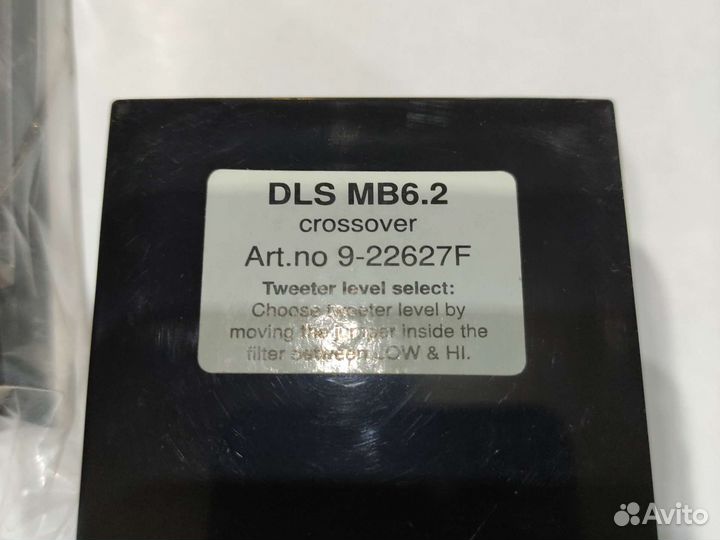 DLS MB6.2
crossover
Art.no 9-22627F
Tweeter level select:
Choose tweeter level by
moving the jumper inside the
filter between LOW & HI.
Avito